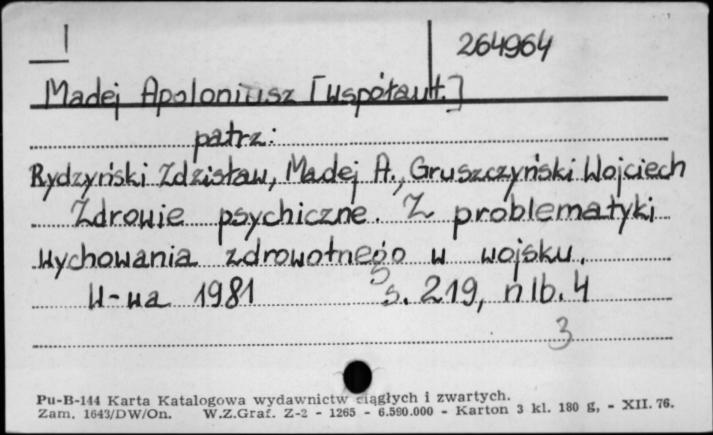 264964
Madej Apoloniusz [współaut.]
patrz:
Rydzyński Zdzisław, Madej A., Gruszczyński Wojciech
Zdrowie psychiczne. Z problematyki
wychowania zdrowotnego w wojsku.
W-wa 1981 s. 219, nlb. 4
3
Pu-B-144 Karta Katalogowa wydawnictw ciągłych i zwartych.
Zam. 1643/DW/On. W.Z.Graf. Z-2 - 1265 - 6.590.000 - Karton 3 kl. 180 g, - XII. 76.